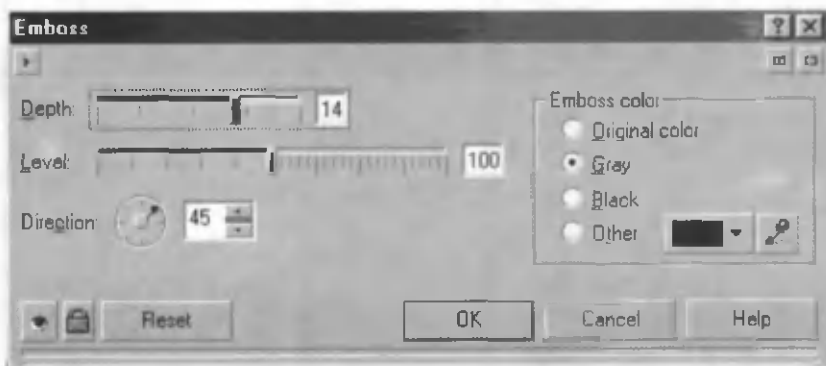 Emboss
Depth: 14
Level: 100
Direction: 45
Emboss color
Original color
Gray
Black
Other
Reset OK Cancel Help